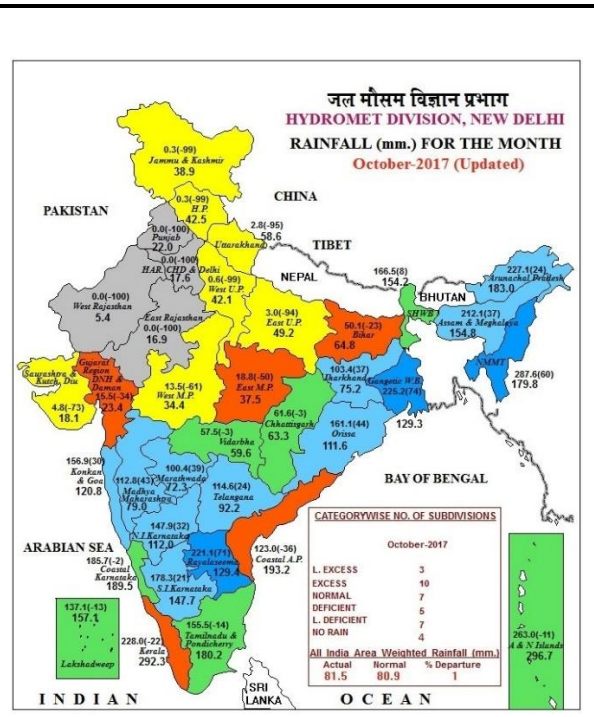 जल मौसम विज्ञान प्रभाग
HYDROMET DIVISION, NEW DELHI
RAINFALL (mm.) FOR THE MONTH
October-2017 (Updated)
0.3(-99)
Jammu & Kashmir
38.9
CHINA
0.3(-99)
H.P.
42.5
PAKISTAN
0.0(-100)
Punjab
22.0
2.8(-95)
58.6
Uttarakhand
TIBET
0.0(-100)
HAR. CHD & Delhi
17.6
NEPAL
0.6(-99)
West U.P.
42.1
166.5(8)
154.2
BHUTAN
227.1(24)
Arunachal Pradesh
183.0
0.0(-100)
West Rajasthan
5.4
East Rajasthan
0.0(-100)
16.9
3.0(-94)
East U.P.
49.2
50.1(-23)
Bihar
64.8
SHWB
212.1(37)
Assam & Meghalaya
154.8
Gujarat
Region
DNH &
Daman
15.5(-34)
23.4
Saurashtra &
Kutch, Diu
4.8(-73)
18.1
13.5(-61)
West M.P.
34.4
18.8(-50)
East M.P.
37.5
103.4(37)
Jharkhand
75.2
Gangetic W.B.
225.2(74)
129.3
NMMT
287.6(60)
179.8
61.6(-3)
Chhattisgarh
63.3
57.5(-3)
Vidarbha
59.6
161.1(44)
Orissa
111.6
156.9(30)
Konkan
& Goa
120.8
112.8(43)
Madhya
Maharashtra
79.0
100.4(39)
Marathwada
72.3
114.6(24)
Telangana
92.2
BAY OF BENGAL
147.9(32)
N.I.Karnataka
112.0
ARABIAN SEA
185.7(-2)
Coastal
Karnataka
189.5
221.1(71)
Rayalaseema
129.4
123.0(-36)
Coastal A.P.
193.2
178.3(21)
S.I.Karnataka
147.7
137.1(-13)
157.1
Lakshadweep
228.0(-22)
Kerala
292.3
155.5(-14)
Tamilnadu &
Pondicherry
180.2
CATEGORYWISE NO. OF SUBDIVISIONS
October-2017
L. EXCESS 3
EXCESS 10
NORMAL 7
DEFICIENT 5
L. DEFICIENT 7
NO RAIN 4
All India Area Weighted Rainfall (mm.)
Actual Normal % Departure
81.5 80.9 1
263.0(-11)
A & N Islands
296.7
SRI
LANKA
INDIAN OCEAN